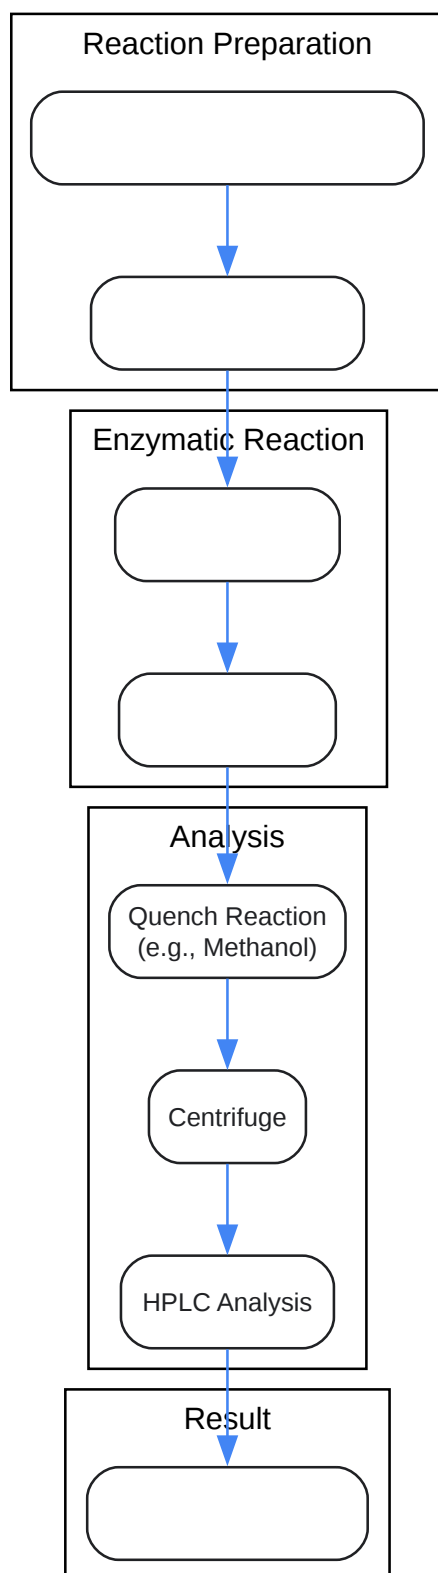 Reaction Preparation
Enzymatic Reaction
Analysis
Quench Reaction
(e.g., Methanol)
Centrifuge
HPLC Analysis
Result